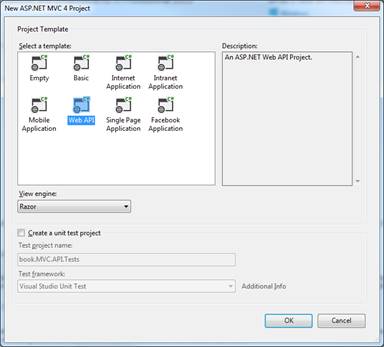 New ASP.NET MVC 4 Project
Project Template
Select a template:
Description:
An ASP.NET Web API Project.
Empty
Basic
Internet Application
Intranet Application
Mobile Application
Web API
Single Page Application
Facebook Application
View engine:
Razor
Create a unit test project
Test project name:
book.MVC.API.Tests
Test framework:
Visual Studio Unit Test
Additional Info
OK
Cancel